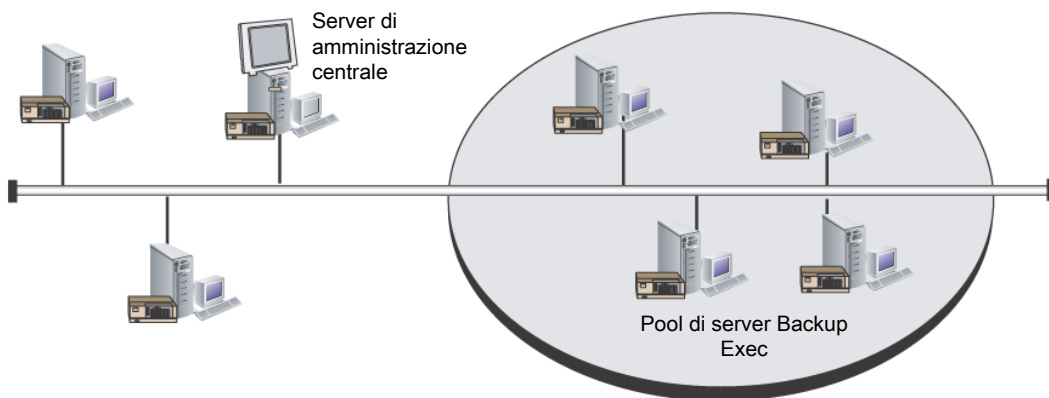 Server di
amministrazione
centrale
Pool di server Backup
Exec